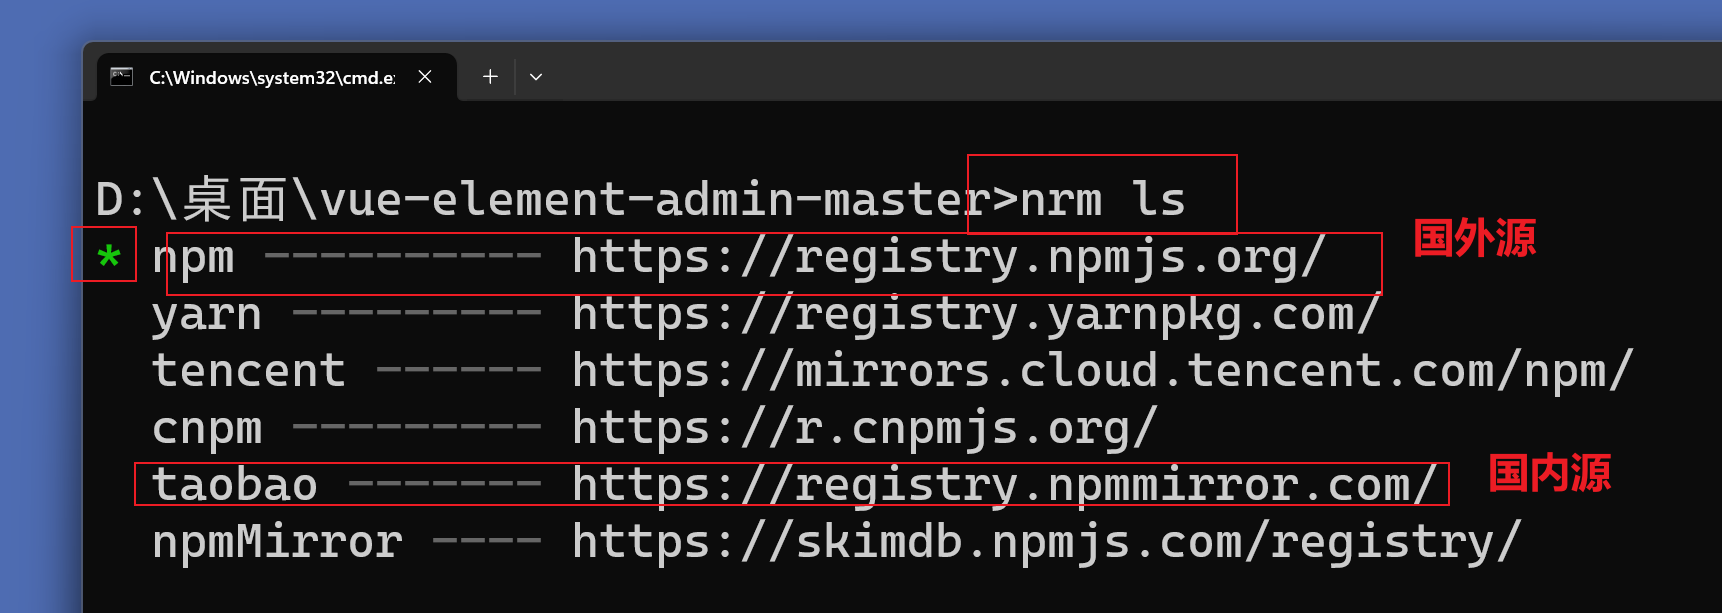 C:\Windows\system32\cmd.e
D:\桌面\vue-element-admin-master>nrm ls
* npm ---------- https://registry.npmjs.org/
国外源
yarn --------- https://registry.yarnpkg.com/
tencent ------ https://mirrors.cloud.tencent.com/npm/
cnpm --------- https://r.cnpmjs.org/
taobao ------- https://registry.npmmirror.com/
国内源
npmMirror ---- https://skimdb.npmjs.com/registry/